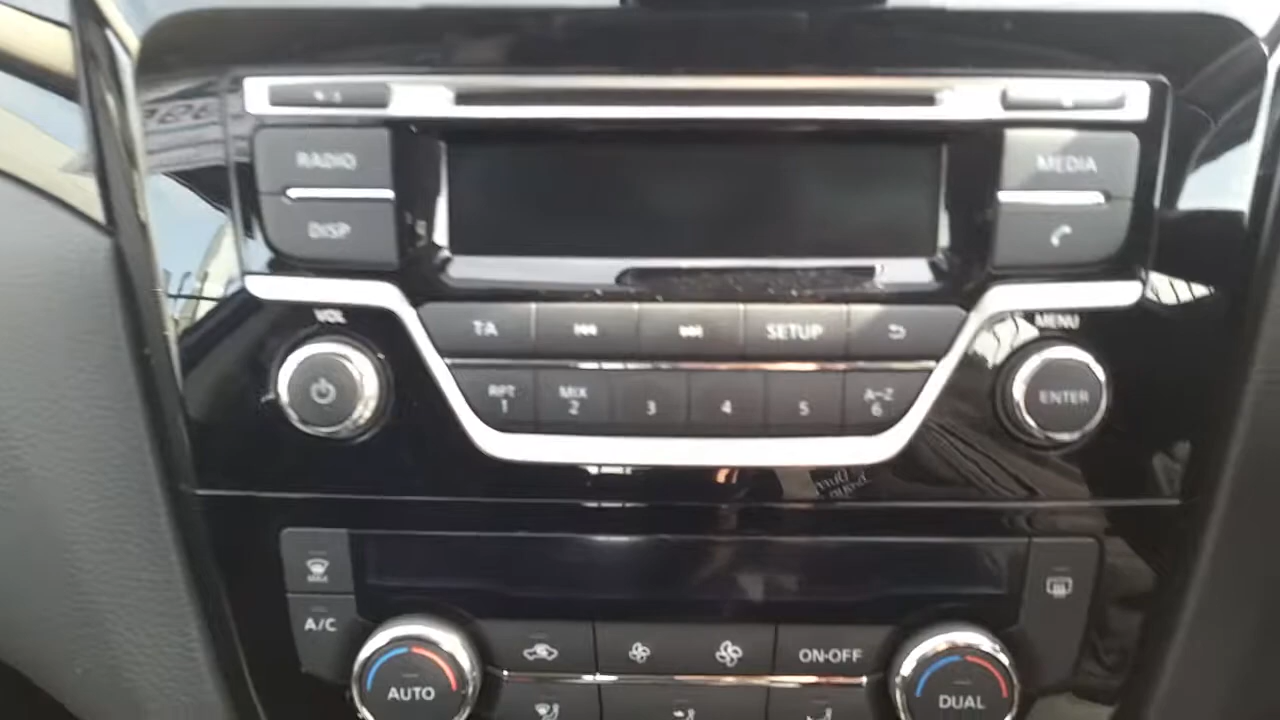 RADIO
MEDIA
DISP
VOL
MENU
TA
SETUP
RPT
1
MIX
2
3
4
5
A-Z
6
ENTER
MAX
A/C
ON·OFF
AUTO
DUAL